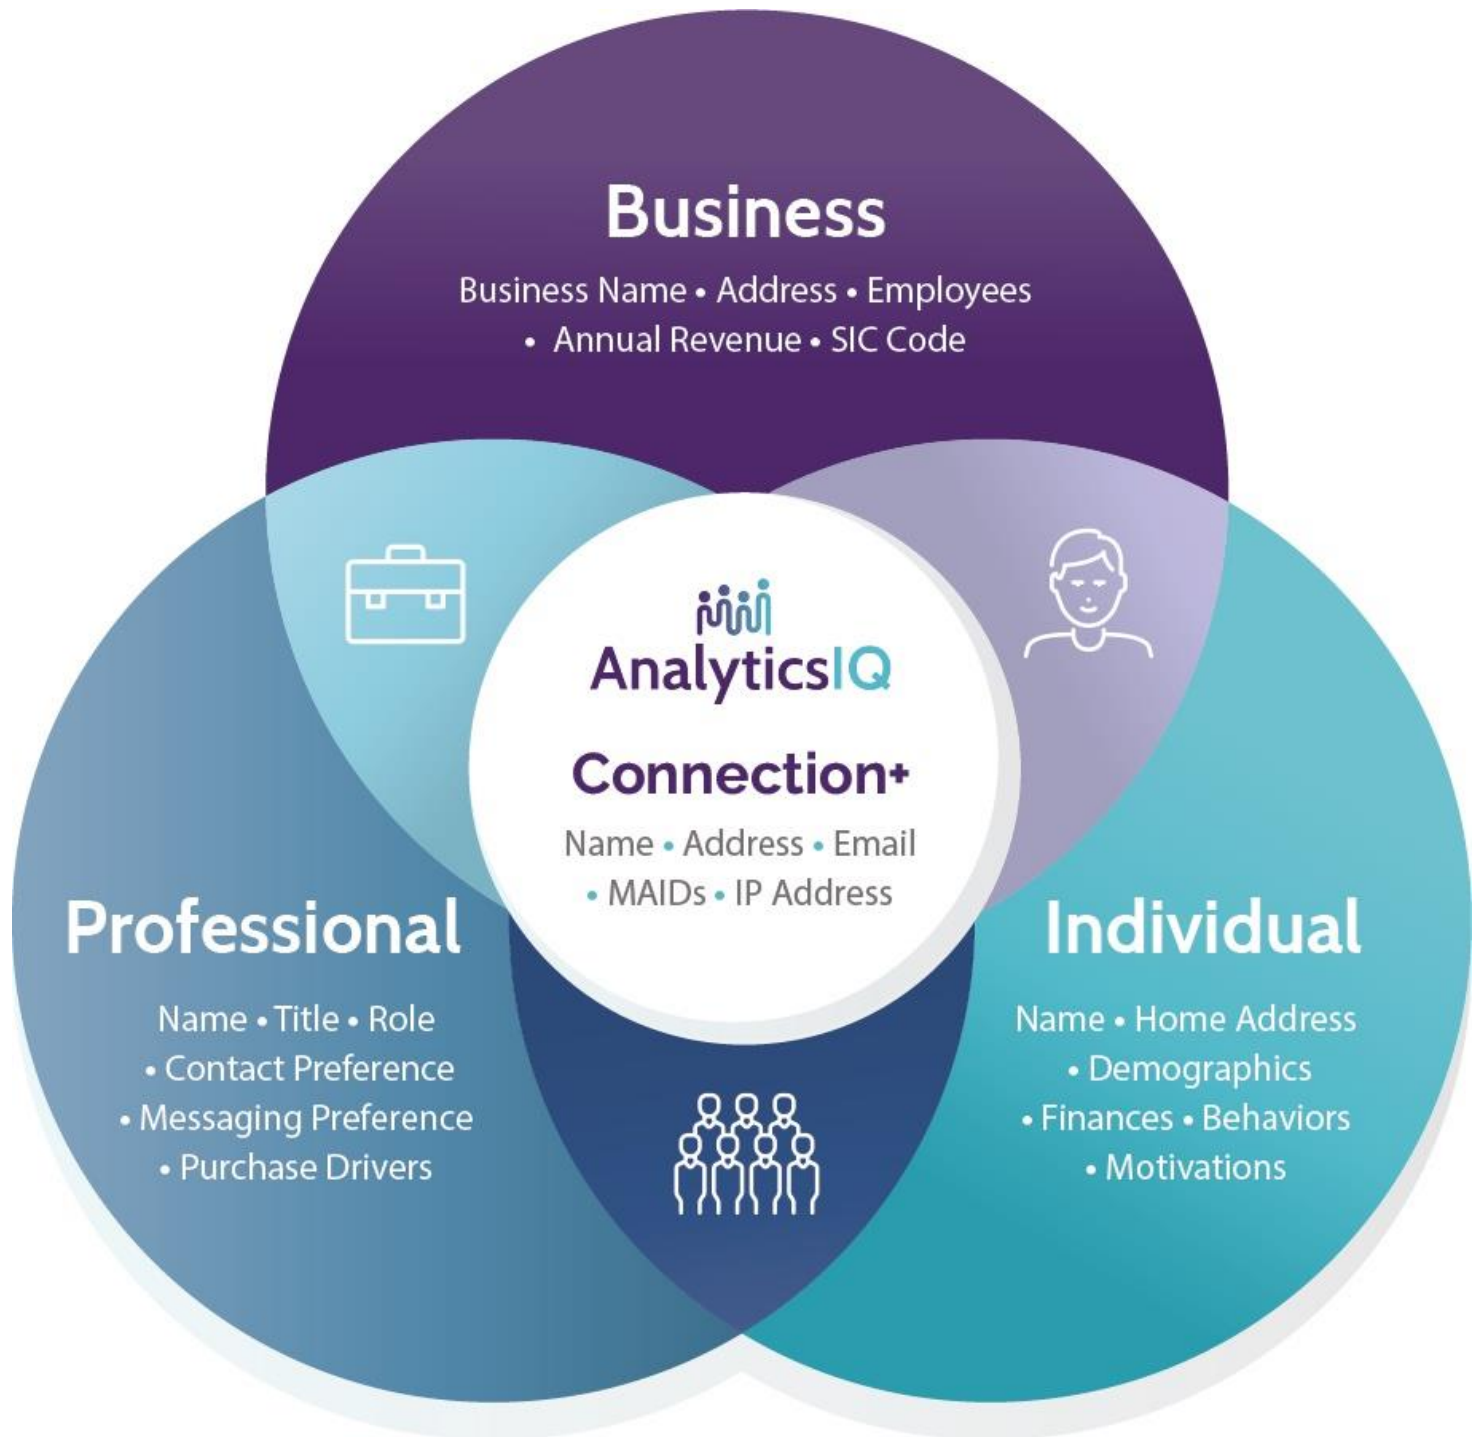 Business
Business Name • Address • Employees
• Annual Revenue • SIC Code
AnalyticsIQ
Connection+
Name • Address • Email
• MAIDs • IP Address
Professional
Name • Title • Role
• Contact Preference
• Messaging Preference
• Purchase Drivers
Individual
Name • Home Address
• Demographics
• Finances • Behaviors
• Motivations